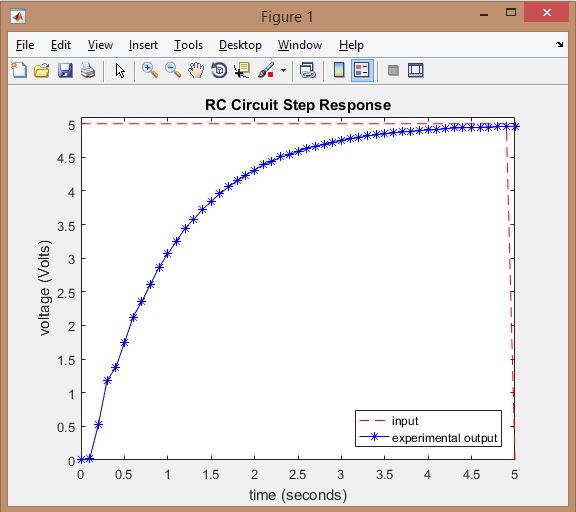 Figure 1
File Edit View Insert Tools Desktop Window Help
RC Circuit Step Response
5
4.5
4
3.5
3
2.5
2
1.5
1
0.5
0
voltage (Volts)
input
experimental output
0 0.5 1 1.5 2 2.5 3 3.5 4 4.5 5
time (seconds)